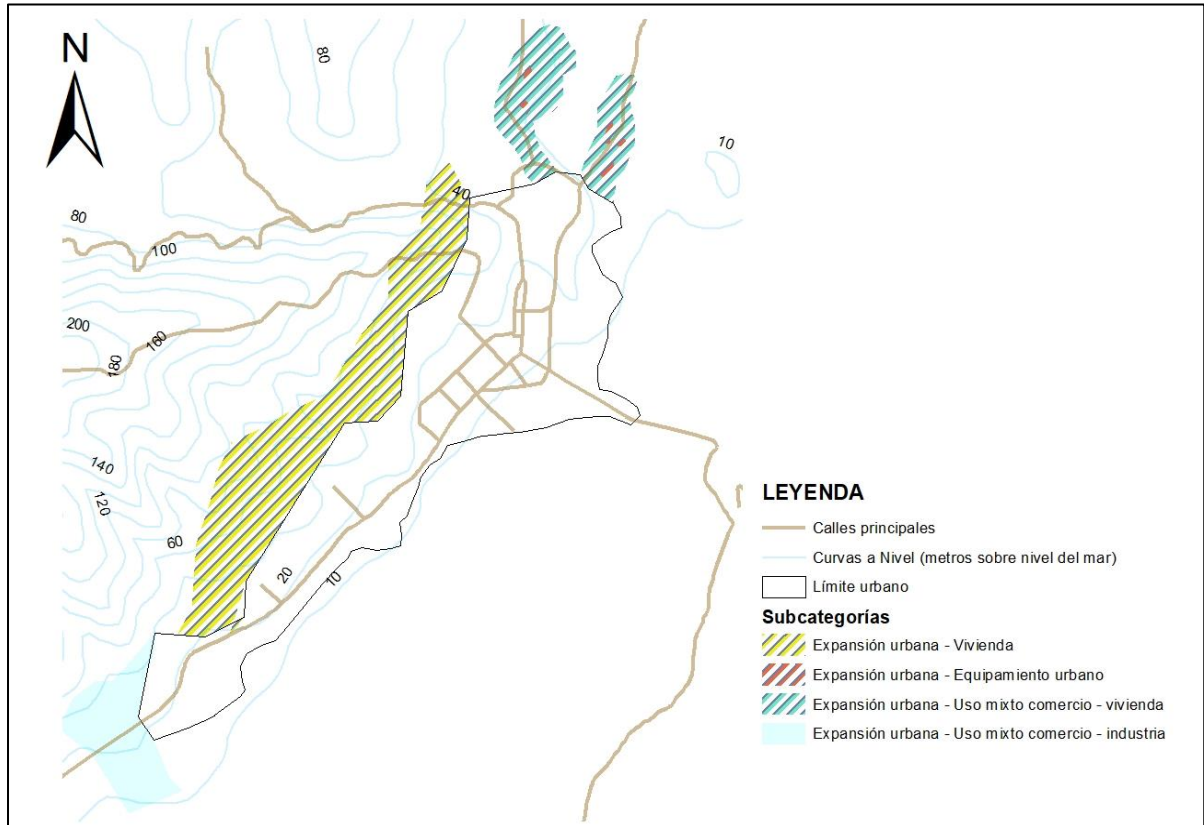 N
80
10
40
80
100
200
160
180
140
120
60
20
10
LEYENDA
Calles principales
Curvas a Nivel (metros sobre nivel del mar)
Límite urbano
Subcategorías
Expansión urbana - Vivienda
Expansión urbana - Equipamiento urbano
Expansión urbana - Uso mixto comercio - vivienda
Expansión urbana - Uso mixto comercio - industria